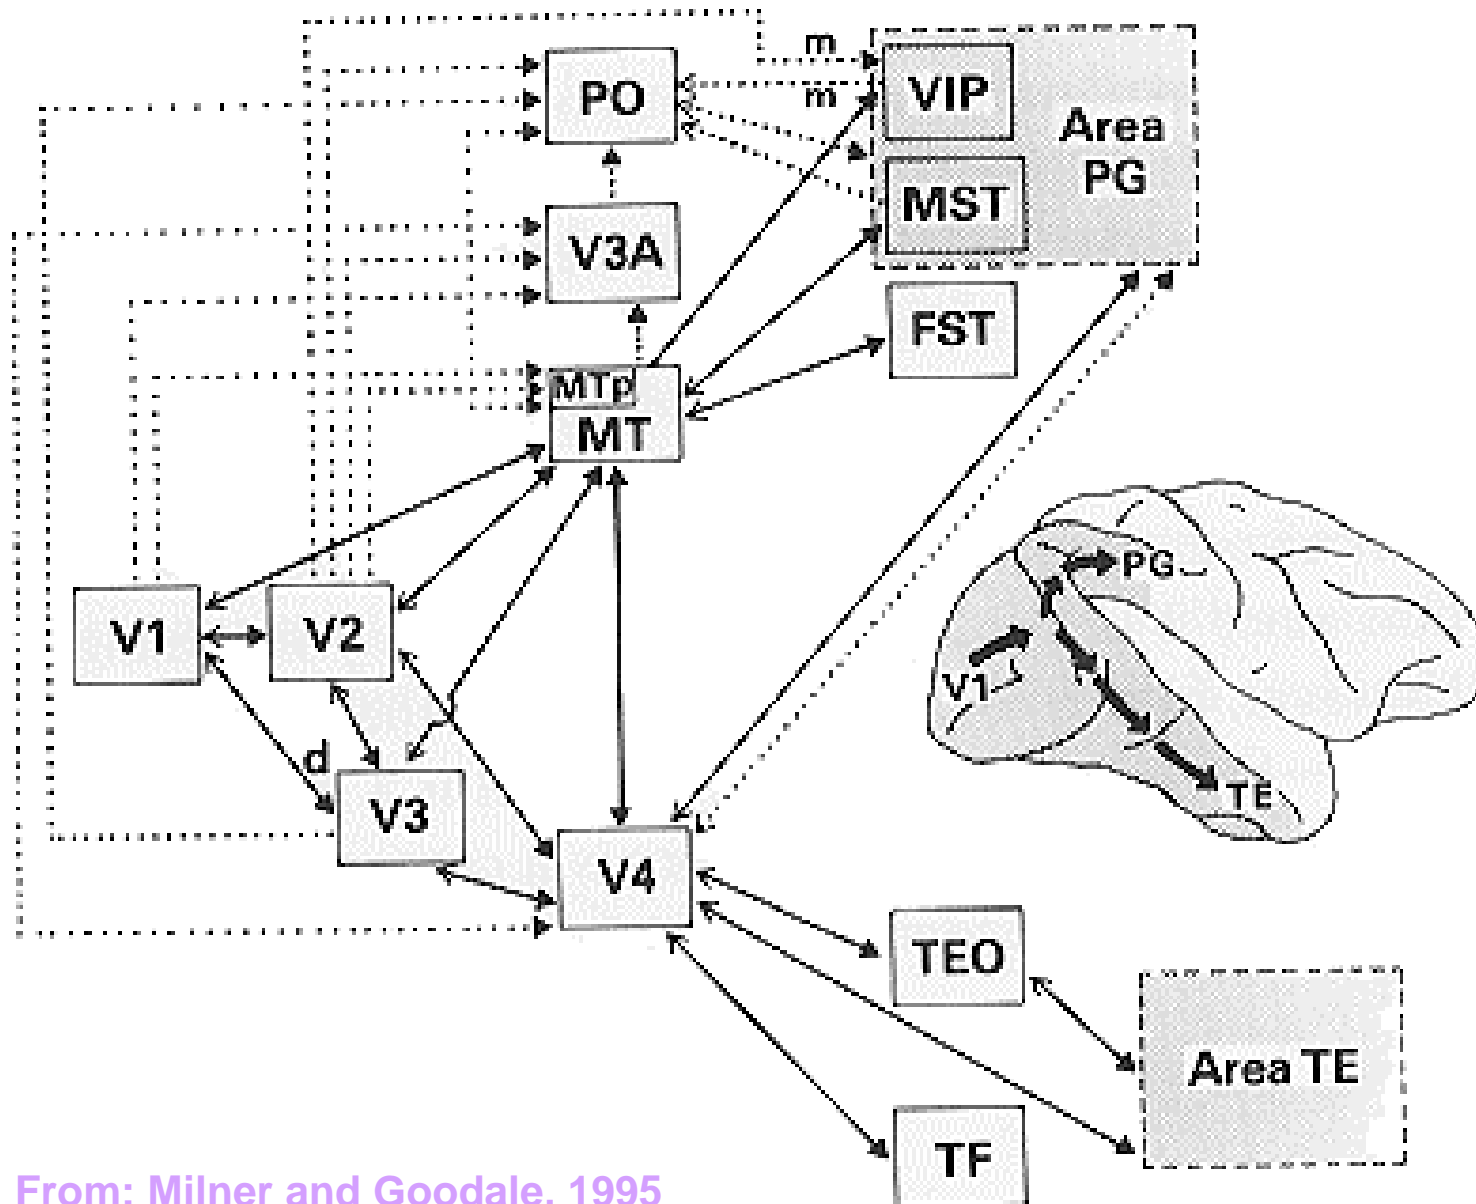 m
PO
m
VIP
Area
PG
MST
V3A
FST
MTp
MT
PG
V1
V2
V1
d
TE
V3
V4
TEO
Area TE
TF
From: Milner and Goodale, 1995